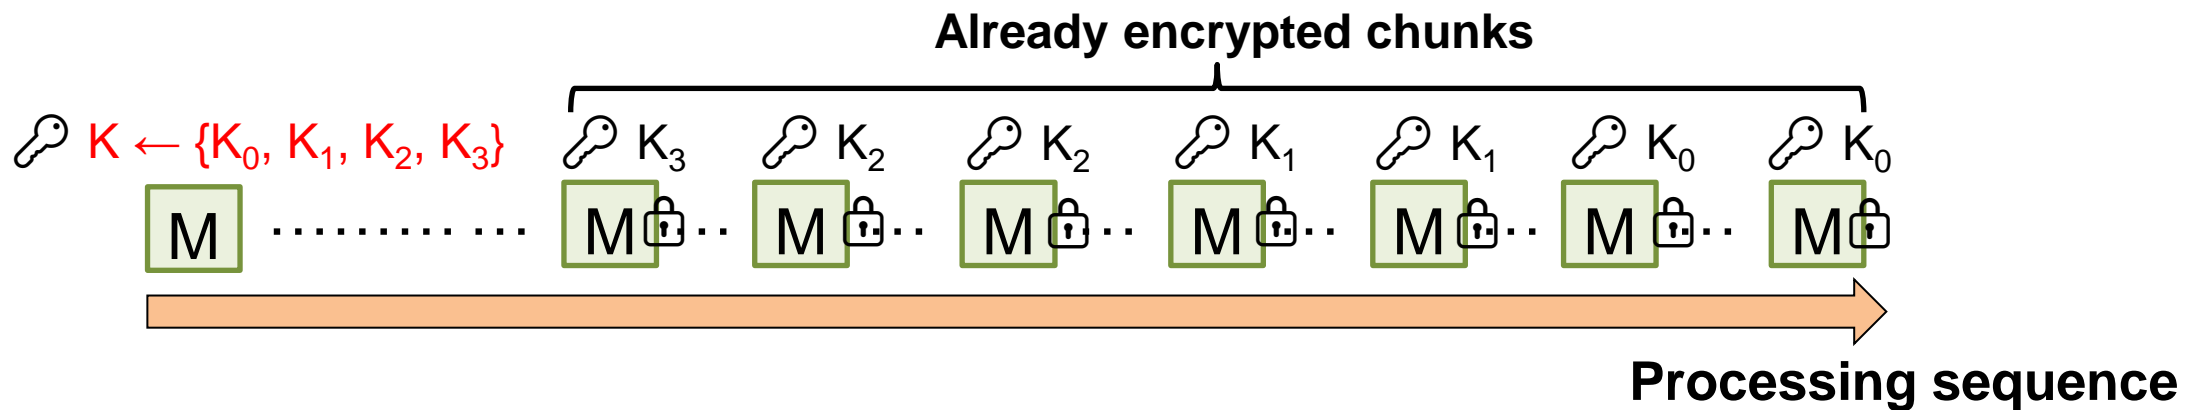 Already encrypted chunks
K ← {K₀, K₁, K₂, K₃} K₃ K₂ K₂ K₁ K₁ K₀ K₀
M ............ M .. M .. M .. M .. M .. M .. M
Processing sequence